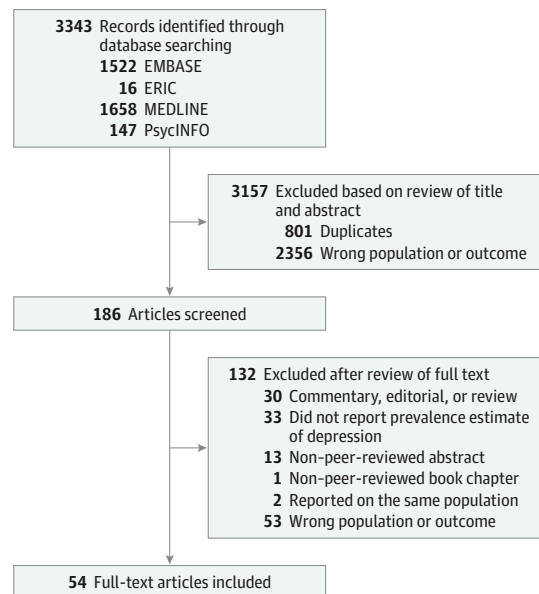 3343 Records identified through
database searching
1522 EMBASE
16 ERIC
1658 MEDLINE
147 PsycINFO
3157 Excluded based on review of title
and abstract
801 Duplicates
2356 Wrong population or outcome
186 Articles screened
132 Excluded after review of full text
30 Commentary, editorial, or review
33 Did not report prevalence estimate
of depression
13 Non-peer-reviewed abstract
1 Non-peer-reviewed book chapter
2 Reported on the same population
53 Wrong population or outcome
54 Full-text articles included